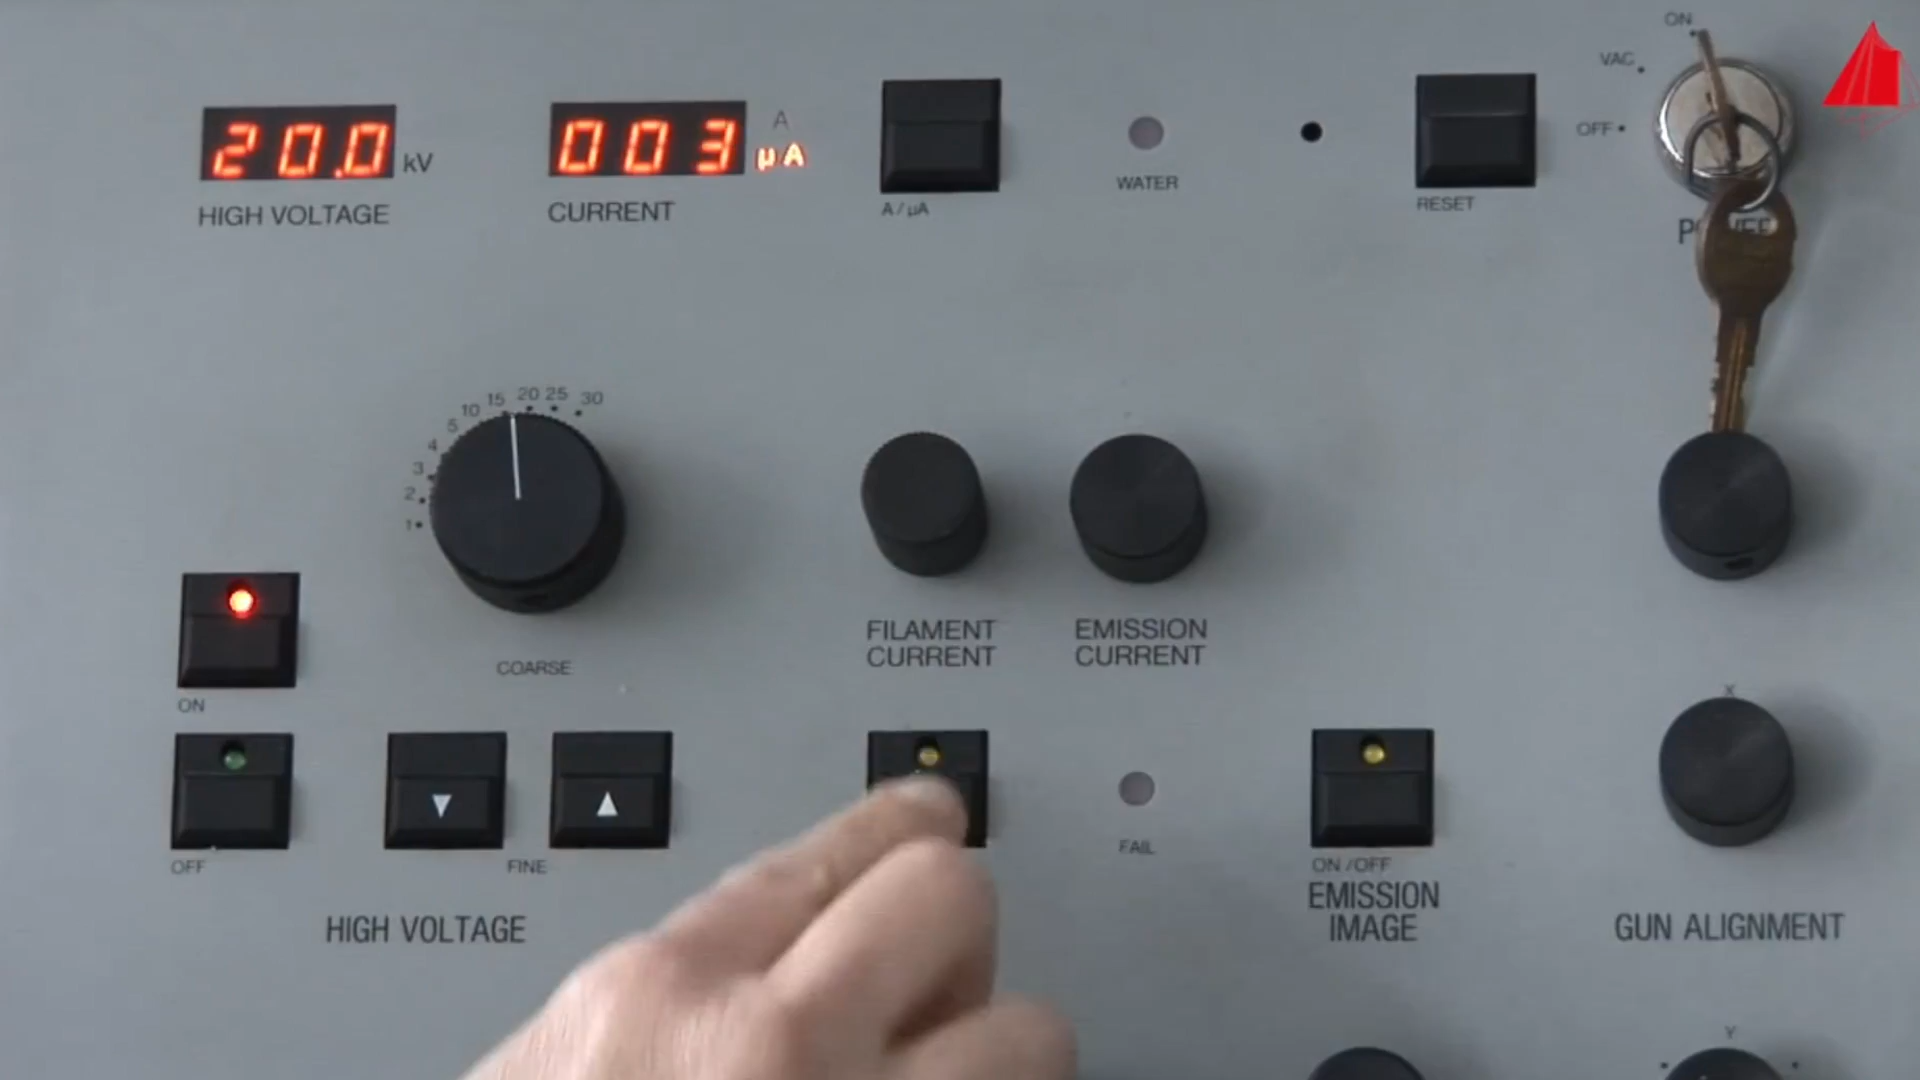 ON
VAC
OFF
20.0 kV
HIGH VOLTAGE
003 A
μA
CURRENT
A / μA
WATER
RESET
15 20 25 30
10
5
4
3
2
1
COARSE
FILAMENT
CURRENT
EMISSION
CURRENT
ON
OFF
▼
▲
FINE
HIGH VOLTAGE
FAIL
ON / OFF
EMISSION
IMAGE
X
GUN ALIGNMENT
Y